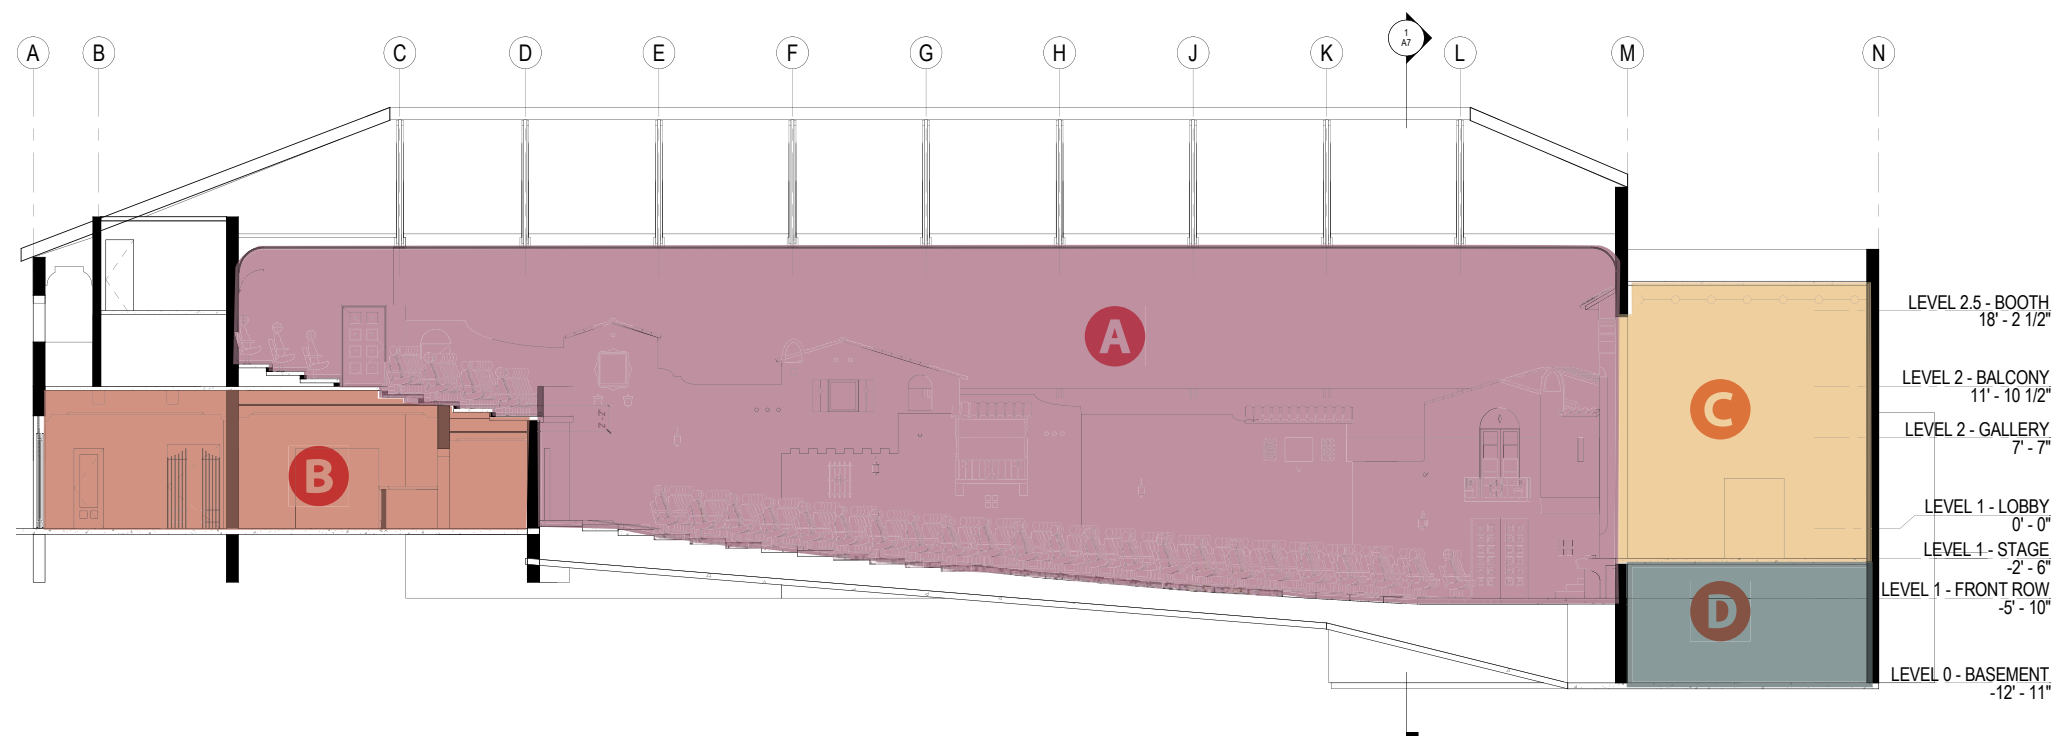 1
A7
A
B
C
D
E
F
G
H
J
K
L
M
N
LEVEL 2.5 - BOOTH
18' - 2 1/2"
A
LEVEL 2 - BALCONY
11' - 10 1/2"
C
2' - 2"
LEVEL 2 - GALLERY
7' - 7"
B
LEVEL 1 - LOBBY
0' - 0"
LEVEL 1 - STAGE
-2' - 6"
LEVEL 1 - FRONT ROW
-5' - 10"
D
LEVEL 0 - BASEMENT
-12' - 11"